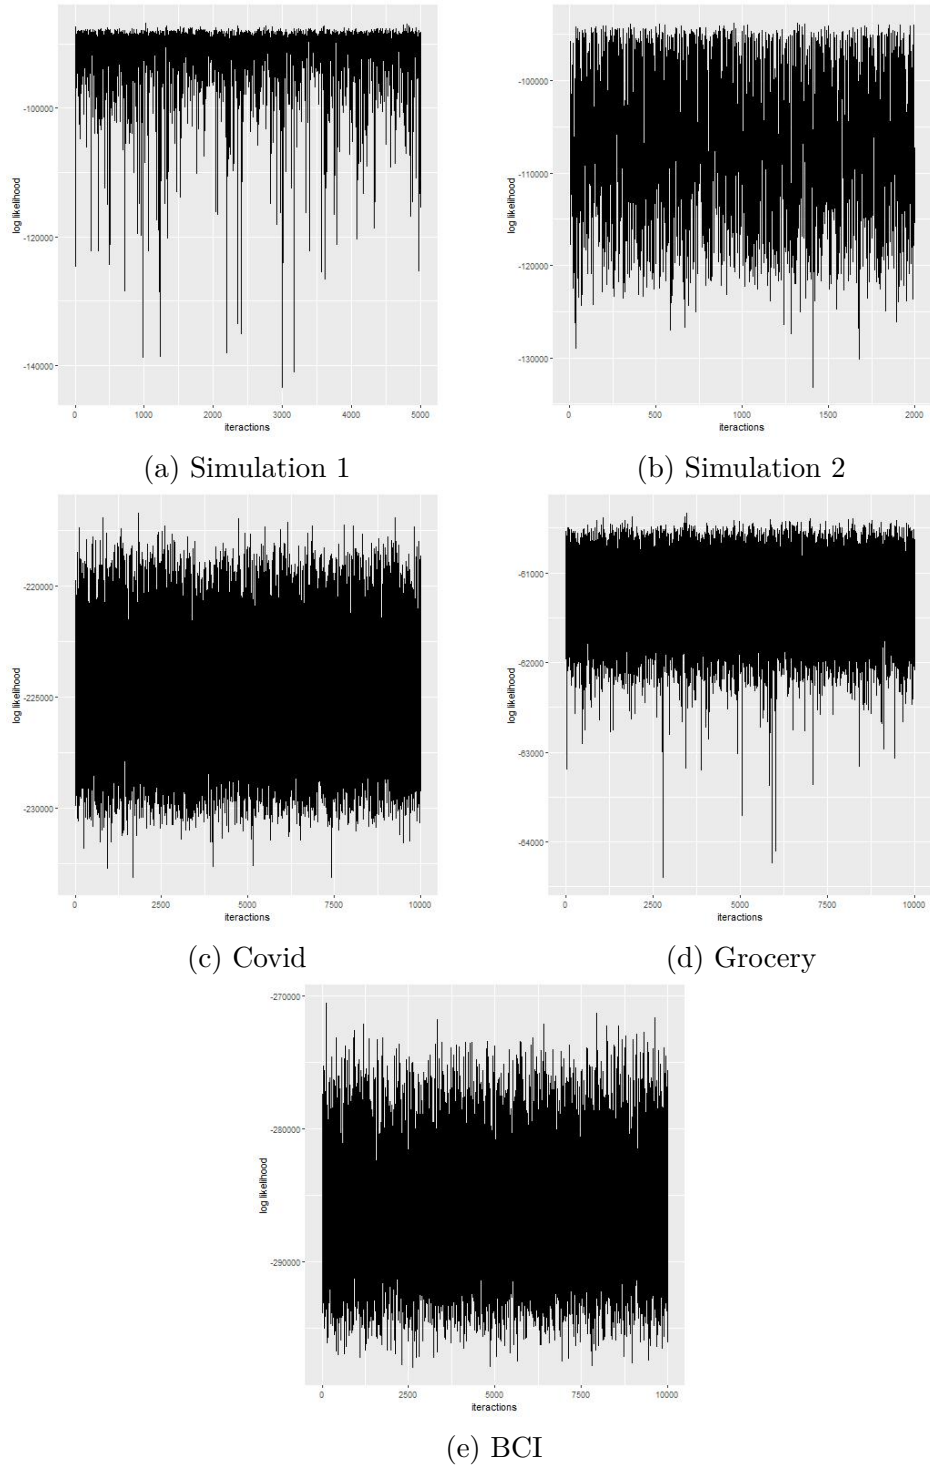 -100000
-120000
-140000
log likelihood
0 1000 2000 3000 4000 5000
iteractions
(a) Simulation 1
-100000
-110000
-120000
-130000
log likelihood
0 500 1000 1500 2000
iteractions
(b) Simulation 2
-220000
-225000
-230000
log likelihood
0 2500 5000 7500 10000
iteractions
(c) Covid
-61000
-62000
-63000
-64000
log likelihood
0 2500 5000 7500 10000
iteractions
(d) Grocery
-270000
-280000
-290000
log likelihood
0 2500 5000 7500 10000
iteractions
(e) BCI